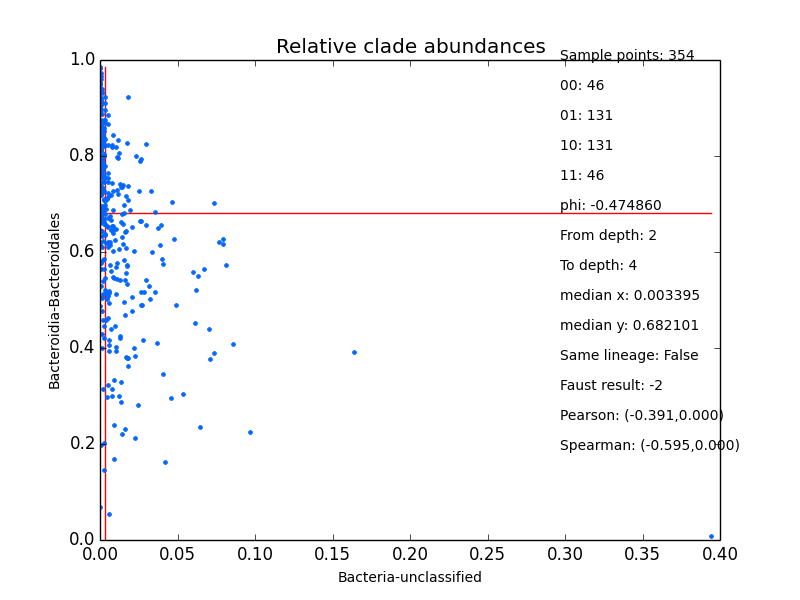 Relative clade abundances
Sample points: 354
00: 46
01: 131
10: 131
11: 46
phi: -0.474860
From depth: 2
To depth: 4
median x: 0.003395
median y: 0.682101
Same lineage: False
Faust result: -2
Pearson: (-0.391,0.000)
Spearman: (-0.595,0.000)
1.0
0.8
0.6
0.4
0.2
0.0
Bacteroidia-Bacteroidales
0.00 0.05 0.10 0.15 0.20 0.25 0.30 0.35 0.40
Bacteria-unclassified